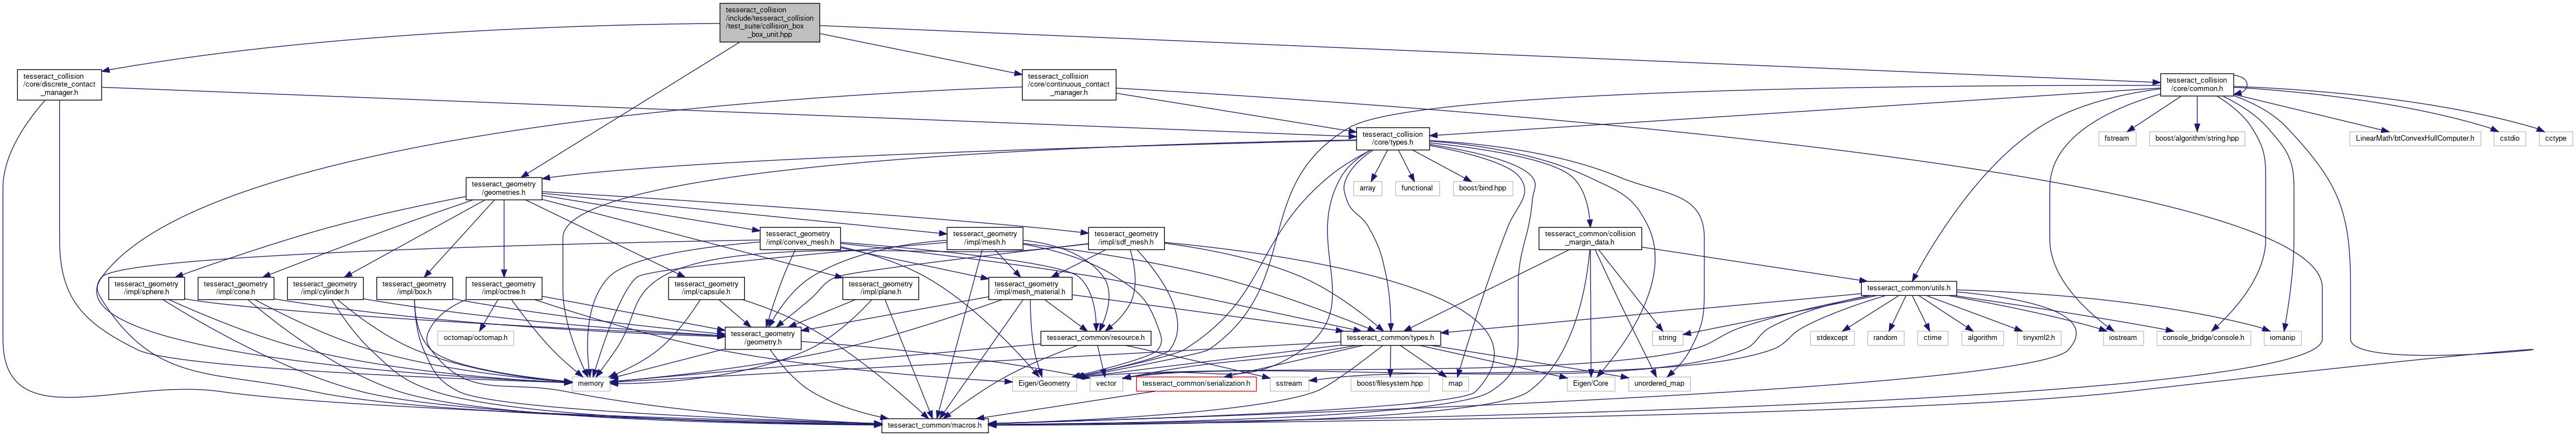 tesseract_collision
/include/tesseract_collision
/test_suite/collision_box
_box_unit.hpp
tesseract_collision
/core/discrete_contact
_manager.h
tesseract_collision
/core/continuous_contact
_manager.h
tesseract_collision
/core/common.h
tesseract_collision
/core/types.h
fstream
boost/algorithm/string.hpp
LinearMath/btConvexHullComputer.h
cstdio
cctype
tesseract_geometry
/geometries.h
array
functional
boost/bind.hpp
tesseract_geometry
/impl/convex_mesh.h
tesseract_geometry
/impl/mesh.h
tesseract_geometry
/impl/sdf_mesh.h
tesseract_common/collision
_margin_data.h
tesseract_geometry
/impl/sphere.h
tesseract_geometry
/impl/cone.h
tesseract_geometry
/impl/cylinder.h
tesseract_geometry
/impl/box.h
tesseract_geometry
/impl/octree.h
tesseract_geometry
/impl/capsule.h
tesseract_geometry
/impl/plane.h
tesseract_geometry
/impl/mesh_material.h
tesseract_common/utils.h
octomap/octomap.h
tesseract_geometry
/geometry.h
tesseract_common/resource.h
tesseract_common/types.h
string
stdexcept
random
ctime
algorithm
tinyxml2.h
iostream
console_bridge/console.h
iomanip
memory
Eigen/Geometry
vector
tesseract_common/serialization.h
sstream
boost/filesystem.hpp
map
Eigen/Core
unordered_map
tesseract_common/macros.h